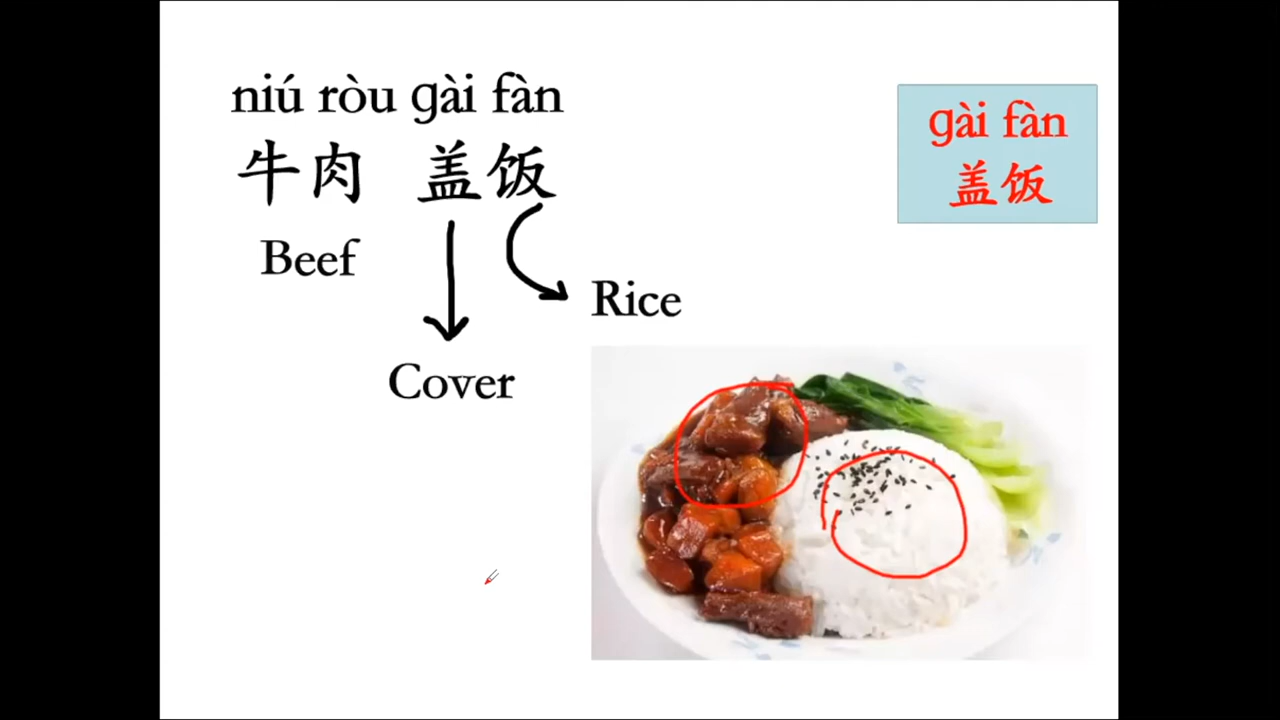 niú ròu gài fàn
牛肉 盖饭
Beef
Rice
Cover
gài fàn
盖饭